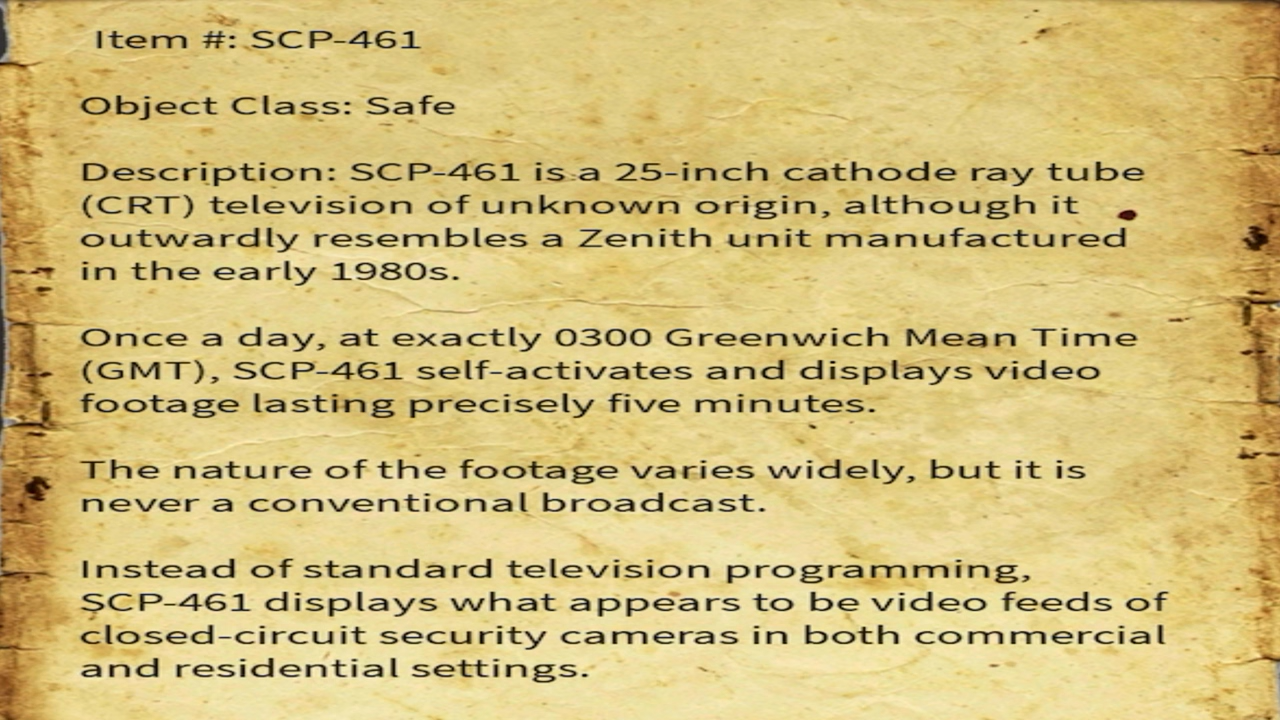 Item #: SCP-461
Object Class: Safe
Description: SCP-461 is a 25-inch cathode ray tube
(CRT) television of unknown origin, although it
outwardly resembles a Zenith unit manufactured
in the early 1980s.
Once a day, at exactly 0300 Greenwich Mean Time
(GMT), SCP-461 self-activates and displays video
footage lasting precisely five minutes.
The nature of the footage varies widely, but it is
never a conventional broadcast.
Instead of standard television programming,
SCP-461 displays what appears to be video feeds of
closed-circuit security cameras in both commercial
and residential settings.